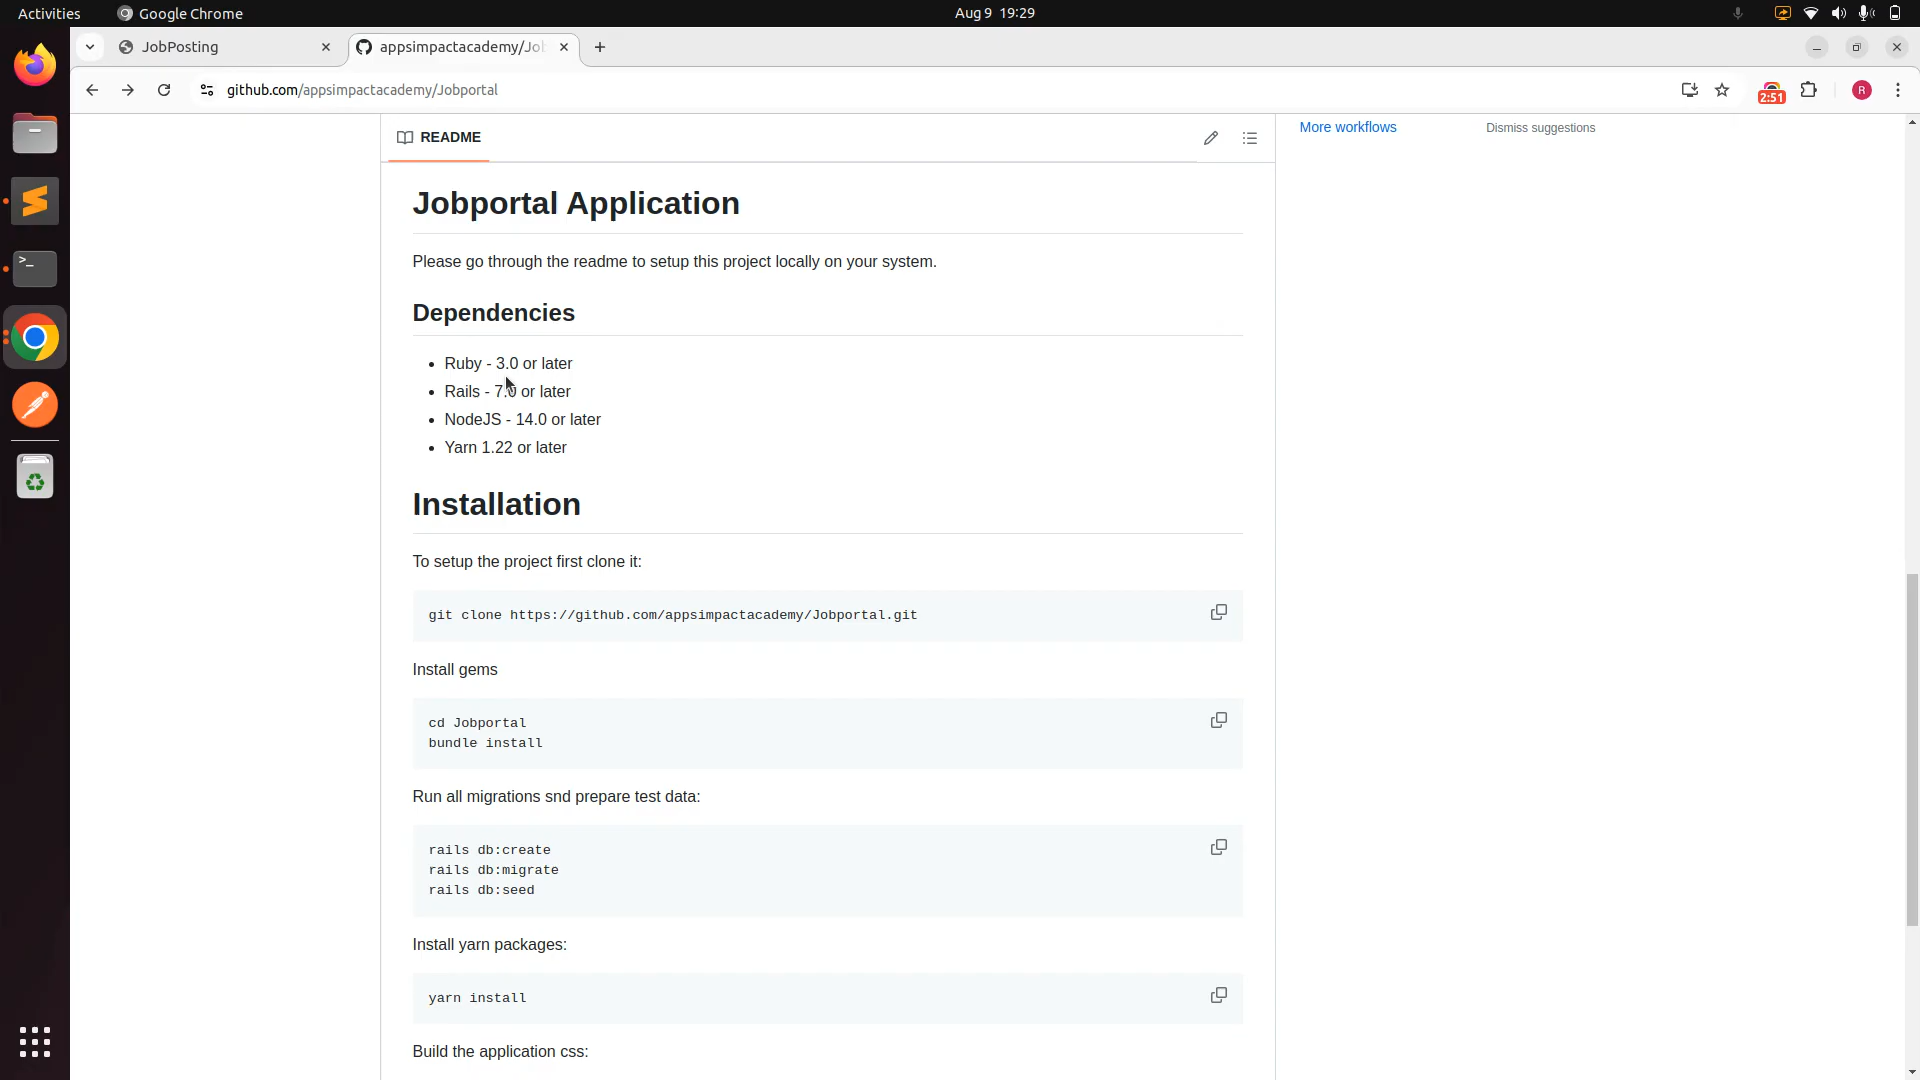 Activities
Google Chrome
Aug 9 19:29
JobPosting
appsimpactacademy/Job
github.com/appsimpactacademy/Jobportal
2:51
R
README
More workflows
Dismiss suggestions
Jobportal Application
Please go through the readme to setup this project locally on your system.
Dependencies
Ruby - 3.0 or later
Rails - 7.0 or later
NodeJS - 14.0 or later
Yarn 1.22 or later
Installation
To setup the project first clone it:
git clone https://github.com/appsimpactacademy/Jobportal.git
Install gems
cd Jobportal
bundle install
Run all migrations snd prepare test data:
rails db:create
rails db:migrate
rails db:seed
Install yarn packages:
yarn install
Build the application css: